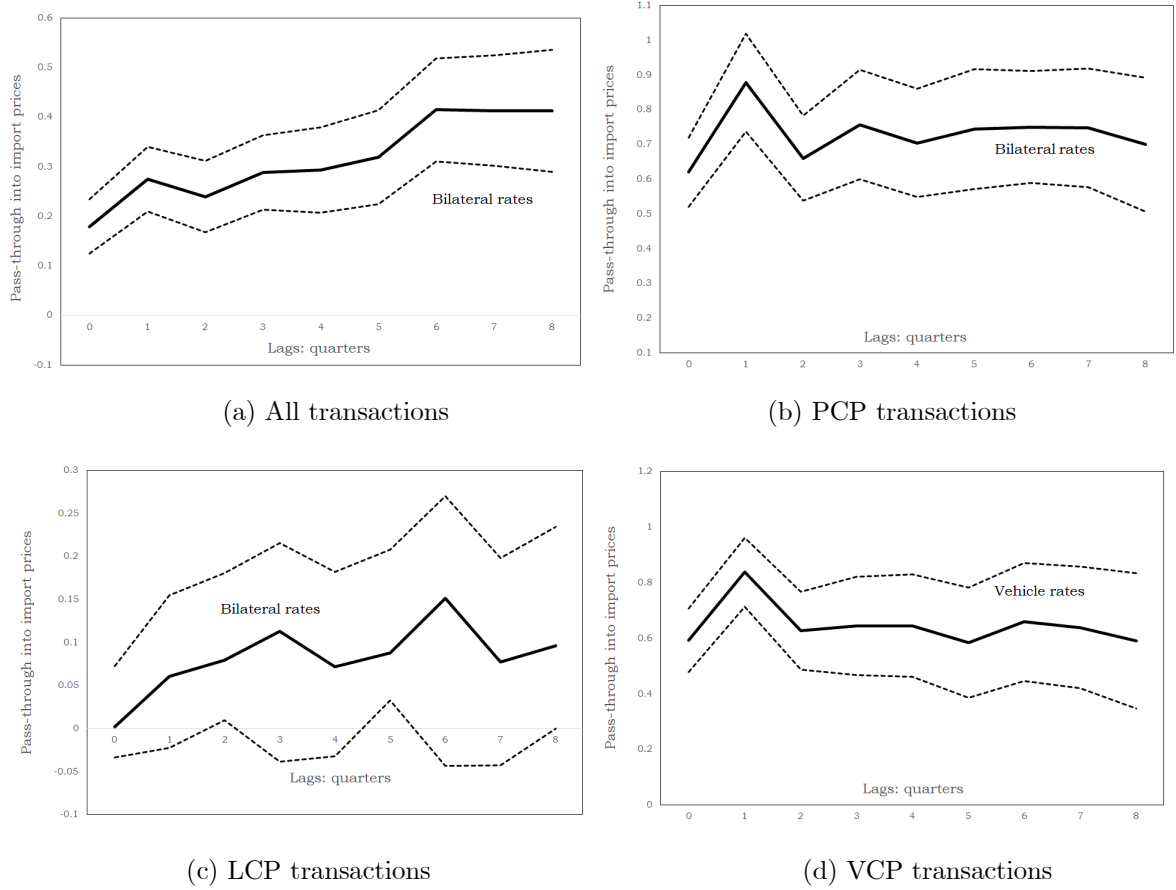 Pass-through into import prices
0.6
0.5
0.4
0.3
0.2
0.1
0
-0.1
Bilateral rates
0 1 2 3 4 5 6 7 8
Lags: quarters
(a) All transactions
Pass-through into import prices
1.1
1
0.9
0.8
0.7
0.6
0.5
0.4
0.3
0.2
0.1
Bilateral rates
Lags: quarters
0 1 2 3 4 5 6 7 8
(b) PCP transactions
Pass-through into import prices
0.3
0.25
0.2
0.15
0.1
0.05
0
-0.05
-0.1
Bilateral rates
0 1 2 3 4 5 6 7 8
Lags: quarters
(c) LCP transactions
Pass-through into import prices
1.2
1
0.8
0.6
0.4
0.2
0
Vehicle rates
Lags: quarters
0 1 2 3 4 5 6 7 8
(d) VCP transactions